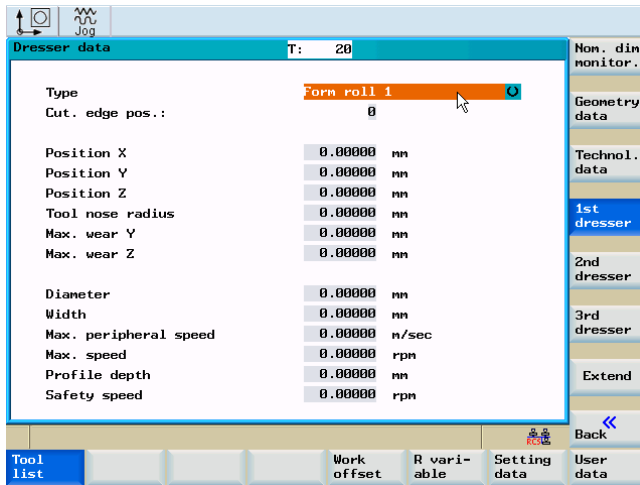 Jog
Dresser data
T: 20
Type Form roll 1
Cut. edge pos.: 0
Position X 0.00000 mm
Position Y 0.00000 mm
Position Z 0.00000 mm
Tool nose radius 0.00000 mm
Max. wear Y 0.00000 mm
Max. wear Z 0.00000 mm
Diameter 0.00000 mm
Width 0.00000 mm
Max. peripheral speed 0.00000 m/sec
Max. speed 0.00000 rpm
Profile depth 0.00000 mm
Safety speed 0.00000 rpm
Nom. dim
monitor.
Geometry
data
Technol.
data
1st
dresser
2nd
dresser
3rd
dresser
Extend
Back
RCS
Tool
list
Work
offset
R vari-
able
Setting
data
User
data